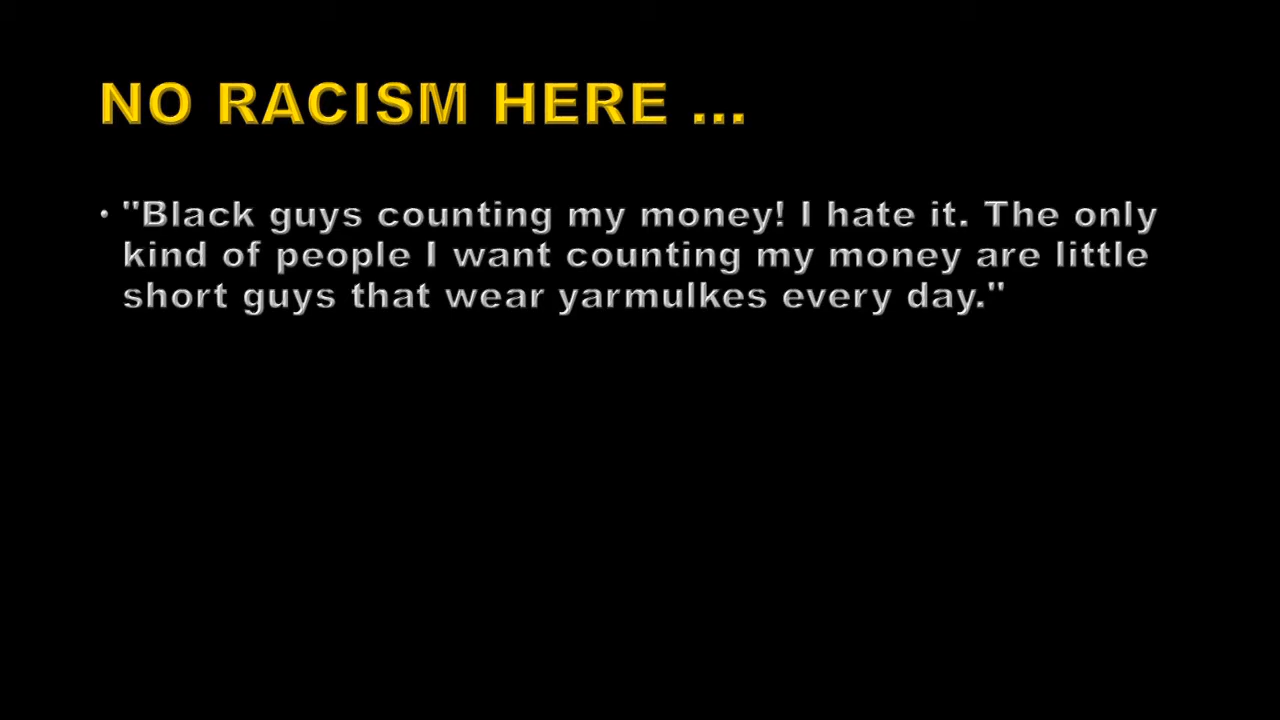 NO RACISM HERE ...
• "Black guys counting my money! I hate it. The only
kind of people I want counting my money are little
short guys that wear yarmulkes every day."